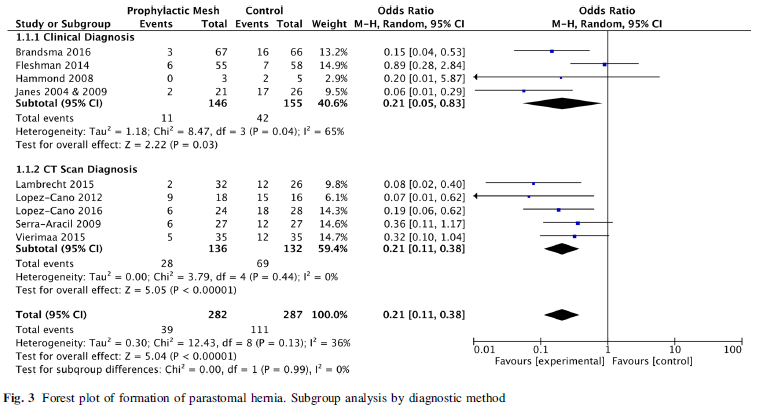 Prophylactic Mesh Control Odds Ratio Odds Ratio
Study or Subgroup Events Total Events Total Weight M-H, Random, 95% CI M-H, Random, 95% CI
1.1.1 Clinical Diagnosis
Brandsma 2016 3 67 16 66 13.2% 0.15 [0.04, 0.53]
Fleshman 2014 6 55 7 58 14.9% 0.89 [0.28, 2.84]
Hammond 2008 0 3 2 5 2.9% 0.20 [0.01, 5.87]
Janes 2004 & 2009 2 21 17 26 9.5% 0.06 [0.01, 0.29]
Subtotal (95% CI) 146 155 40.6% 0.21 [0.05, 0.83]
Total events 11 42
Heterogeneity: Tau² = 1.18; Chi² = 8.47, df = 3 (P = 0.04); I² = 65%
Test for overall effect: Z = 2.22 (P = 0.03)
1.1.2 CT Scan Diagnosis
Lambrecht 2015 2 32 12 26 9.8% 0.08 [0.02, 0.40]
Lopez-Cano 2012 9 18 15 16 6.1% 0.07 [0.01, 0.62]
Lopez-Cano 2016 6 24 18 28 14.3% 0.19 [0.06, 0.62]
Serra-Aracil 2009 6 27 12 27 14.6% 0.36 [0.11, 1.17]
Vierimaa 2015 5 35 12 35 14.7% 0.32 [0.10, 1.04]
Subtotal (95% CI) 136 132 59.4% 0.21 [0.11, 0.38]
Total events 28 69
Heterogeneity: Tau² = 0.00; Chi² = 3.79, df = 4 (P = 0.44); I² = 0%
Test for overall effect: Z = 5.05 (P < 0.00001)
Total (95% CI) 282 287 100.0% 0.21 [0.11, 0.38]
Total events 39 111
Heterogeneity: Tau² = 0.30; Chi² = 12.43, df = 8 (P = 0.13); I² = 36%
Test for overall effect: Z = 5.04 (P < 0.00001)
Test for subgroup differences: Chi² = 0.00, df = 1 (P = 0.99), I² = 0%
0.01 0.1 1 10 100
Favours [experimental] Favours [control]
Fig. 3 Forest plot of formation of parastomal hernia. Subgroup analysis by diagnostic method